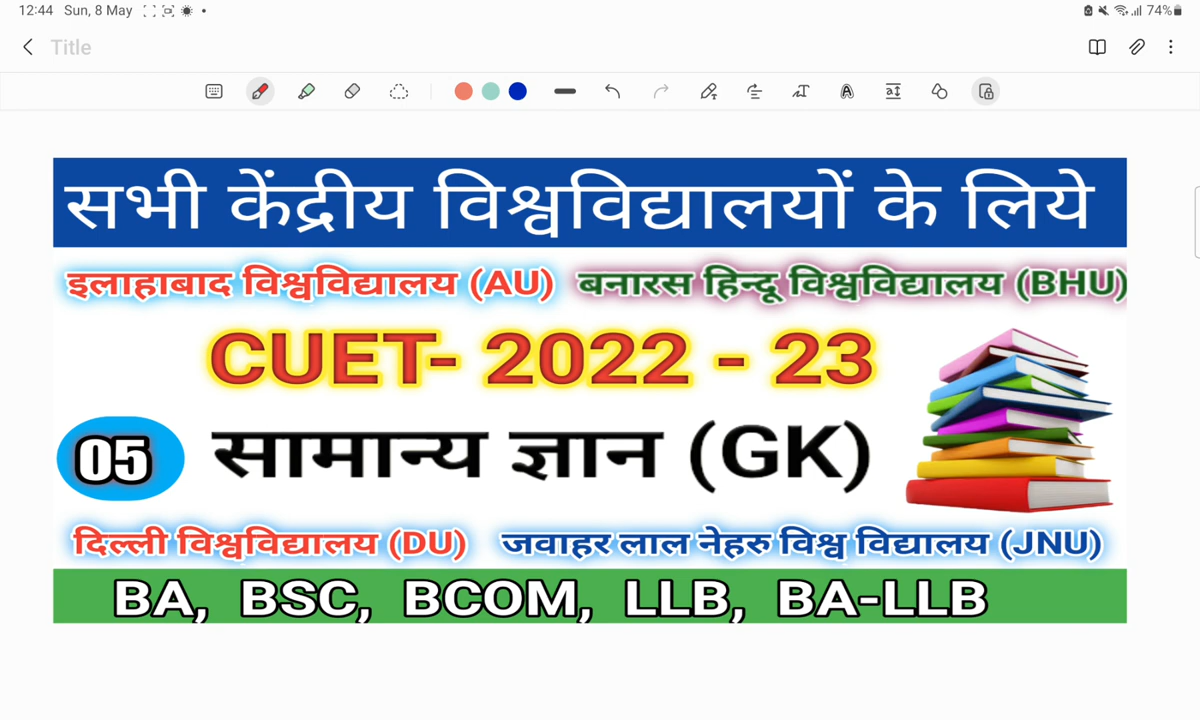 12:44 Sun, 8 May 74%
Title
सभी केंद्रीय विश्वविद्यालयों के लिये
इलाहाबाद विश्वविद्यालय (AU) बनारस हिन्दू विश्वविद्यालय (BHU)
CUET- 2022 - 23
05 सामान्य ज्ञान (GK)
दिल्ली विश्वविद्यालय (DU) जवाहर लाल नेहरु विश्व विद्यालय (JNU)
BA, BSC, BCOM, LLB, BA-LLB